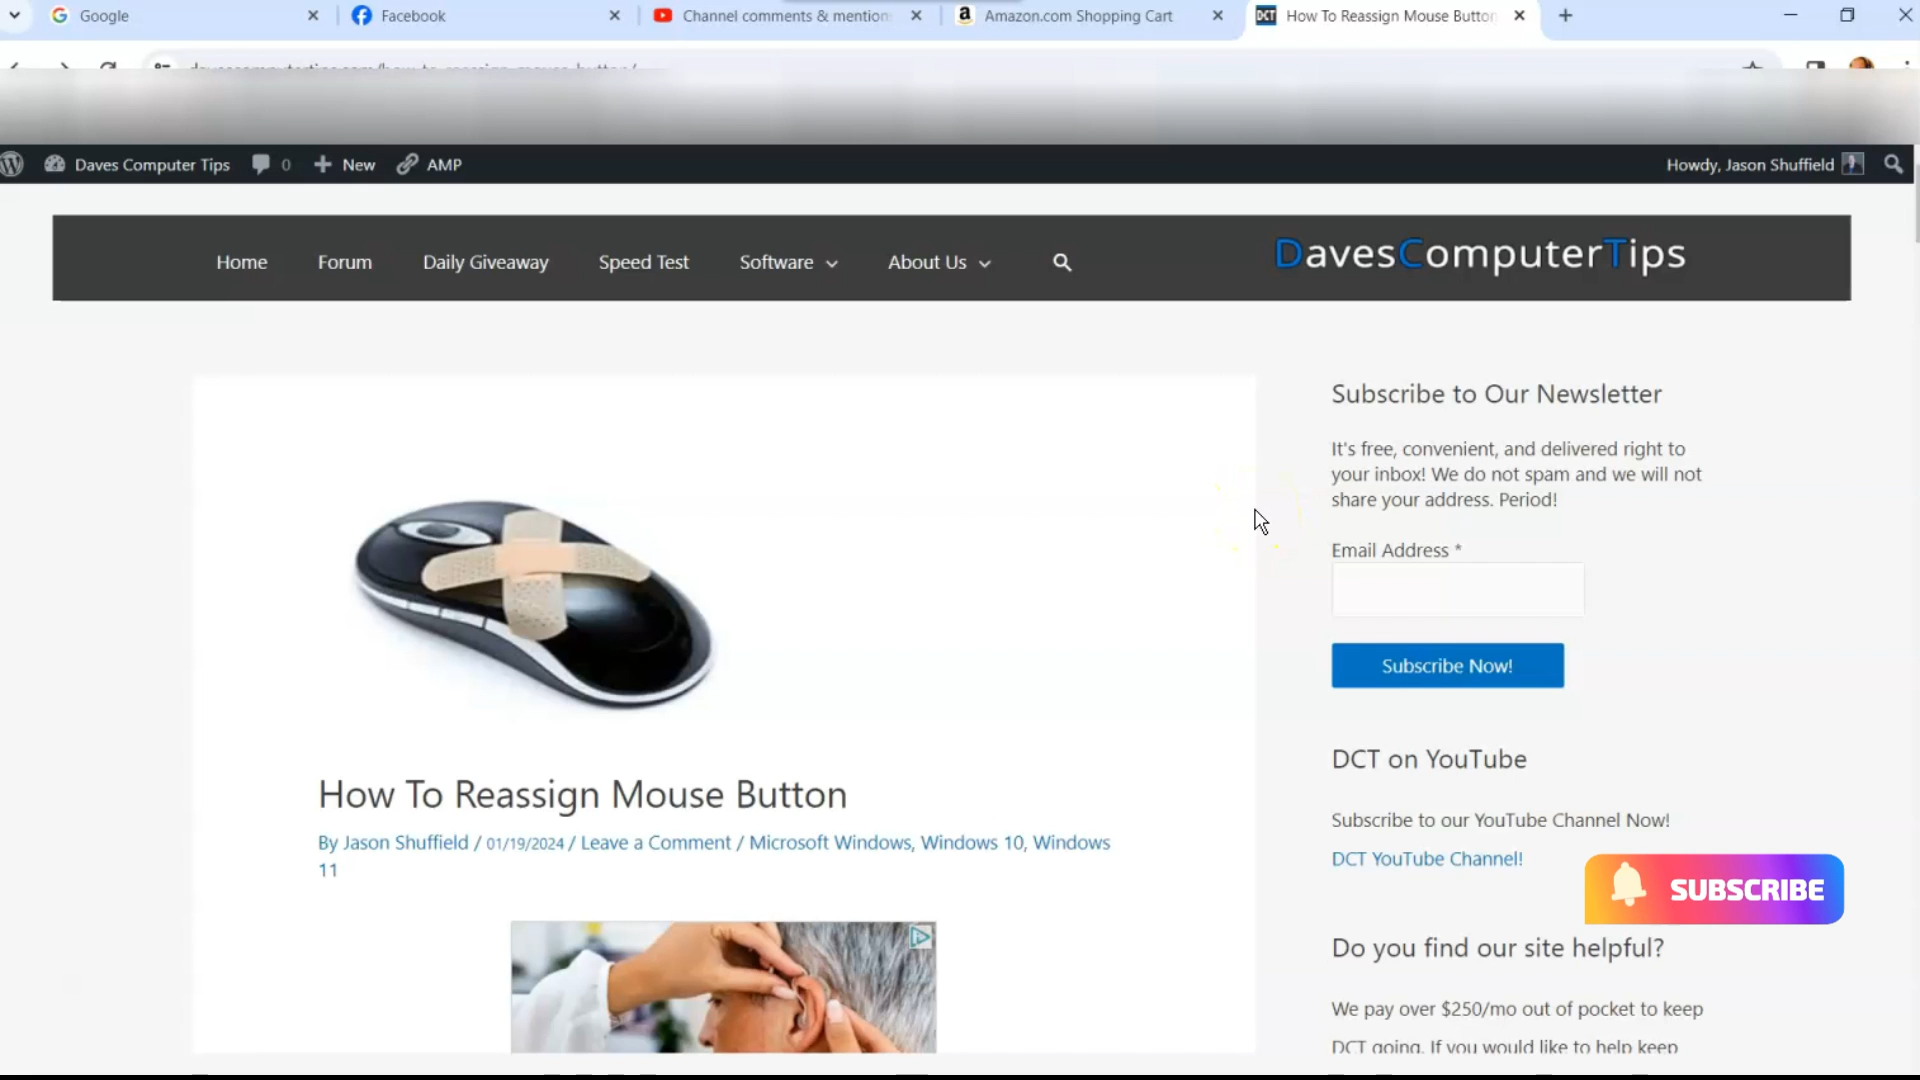 Google
Facebook
Channel comments & mention
Amazon.com Shopping Cart
How To Reassign Mouse Button
Daves Computer Tips
0
New
AMP
Howdy, Jason Shuffield
Home
Forum
Daily Giveaway
Speed Test
Software
About Us
DavesComputerTips
Subscribe to Our Newsletter
It's free, convenient, and delivered right to
your inbox! We do not spam and we will not
share your address. Period!
Email Address *
Subscribe Now!
How To Reassign Mouse Button
By Jason Shuffield / 01/19/2024 / Leave a Comment / Microsoft Windows, Windows 10, Windows
11
DCT on YouTube
Subscribe to our YouTube Channel Now!
DCT YouTube Channel!
SUBSCRIBE
Do you find our site helpful?
We pay over $250/mo out of pocket to keep
DCT going. If you would like to help keep